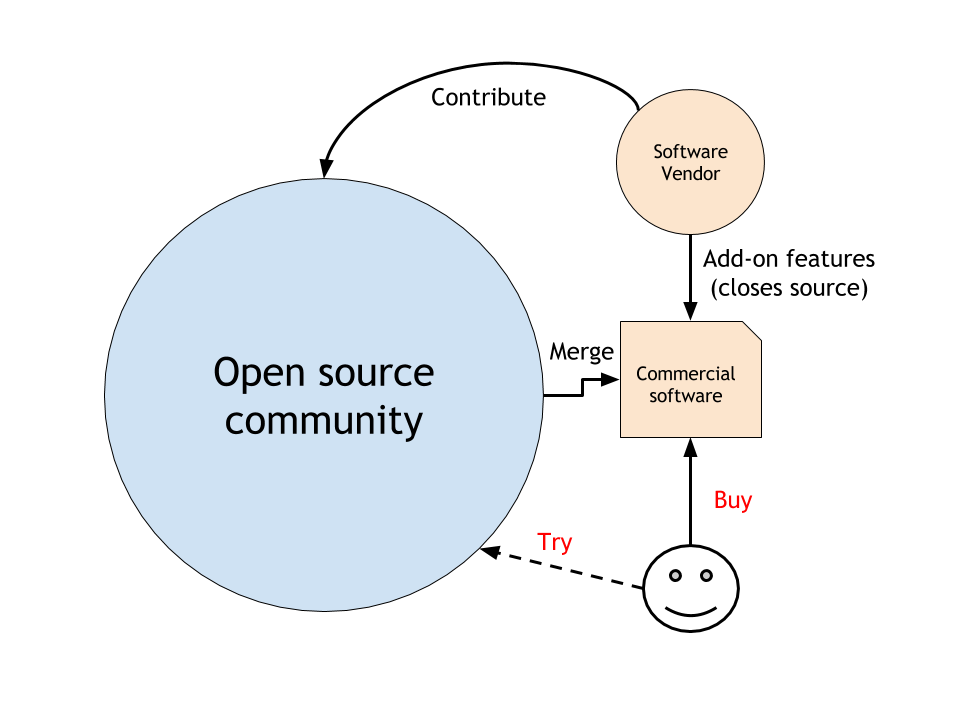 Contribute
Software
Vendor
Add-on features
(closes source)
Merge
Commercial
software
Open source
community
Buy
Try